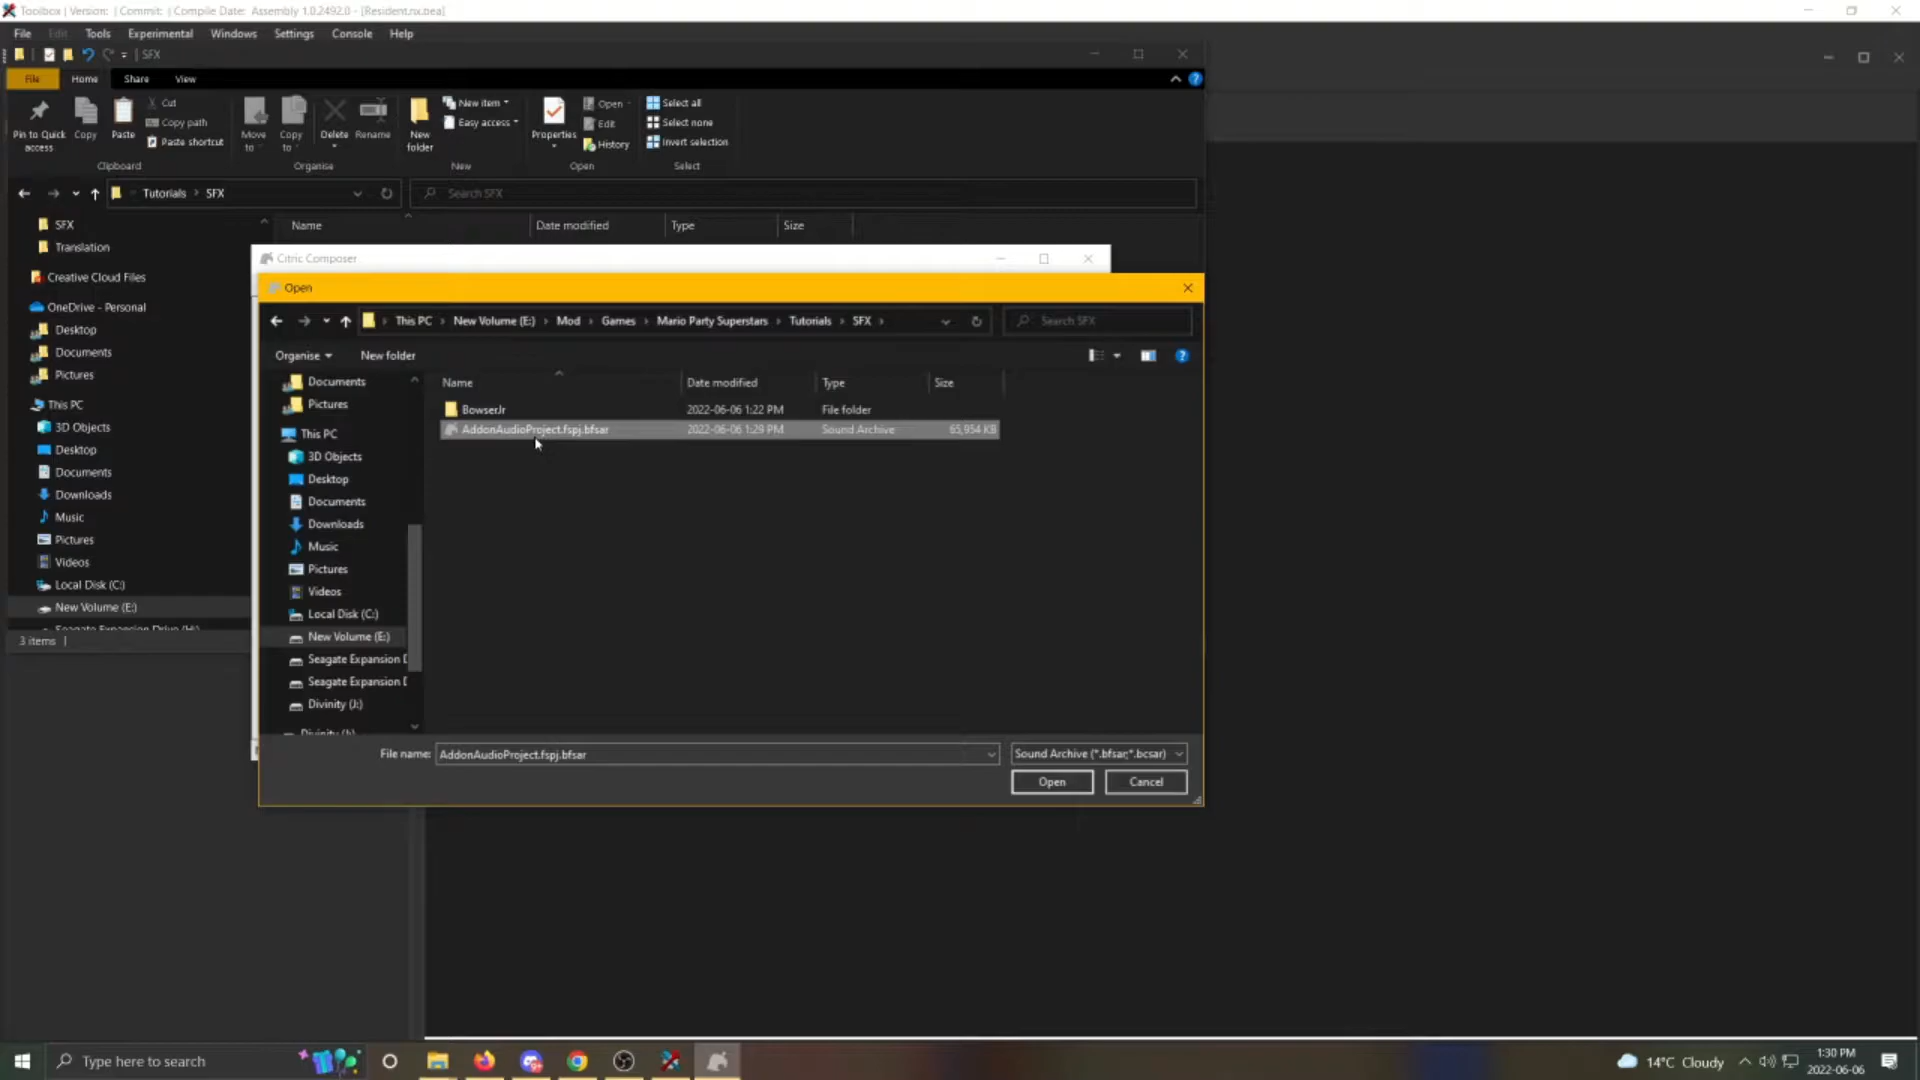 Toolbox | Version: | Commit: | Compile Date: Assembly 1.0.2492.0 - [Resident.nx.bea]
File Edit Tools Experimental Windows Settings Console Help
SFX
File Home Share View
Pin to Quick access
Copy
Paste
Cut
Copy path
Paste shortcut
Clipboard
Move to
Copy to
Delete
Rename
Organise
New folder
New item
Easy access
New
Properties
Open
Edit
History
Open
Select all
Select none
Invert selection
Select
Tutorials > SFX
Search SFX
Name Date modified Type Size
SFX
Translation
Creative Cloud Files
OneDrive - Personal
Desktop
Documents
Pictures
This PC
3D Objects
Desktop
Documents
Downloads
Music
Pictures
Videos
Local Disk (C:)
New Volume (E:)
Seagate Expansion Drive (H:)
3 items
Citric Composer
Open
This PC > New Volume (E:) > Mod > Games > Mario Party Superstars > Tutorials > SFX >
Search SFX
Organise New folder
Name Date modified Type Size
BowserJr 2022-06-06 1:22 PM File folder
AddonAudioProject.fspj.bfsar 2022-06-06 1:29 PM Sound Archive 65,954 KB
Documents
Pictures
This PC
3D Objects
Desktop
Documents
Downloads
Music
Pictures
Videos
Local Disk (C:)
New Volume (E:)
Seagate Expansion D
Seagate Expansion D
Divinity (J:)
File name: AddonAudioProject.fspj.bfsar
Sound Archive (*.bfsar;*.bcsar)
Open Cancel
Type here to search
14°C Cloudy
1:30 PM
2022-06-06